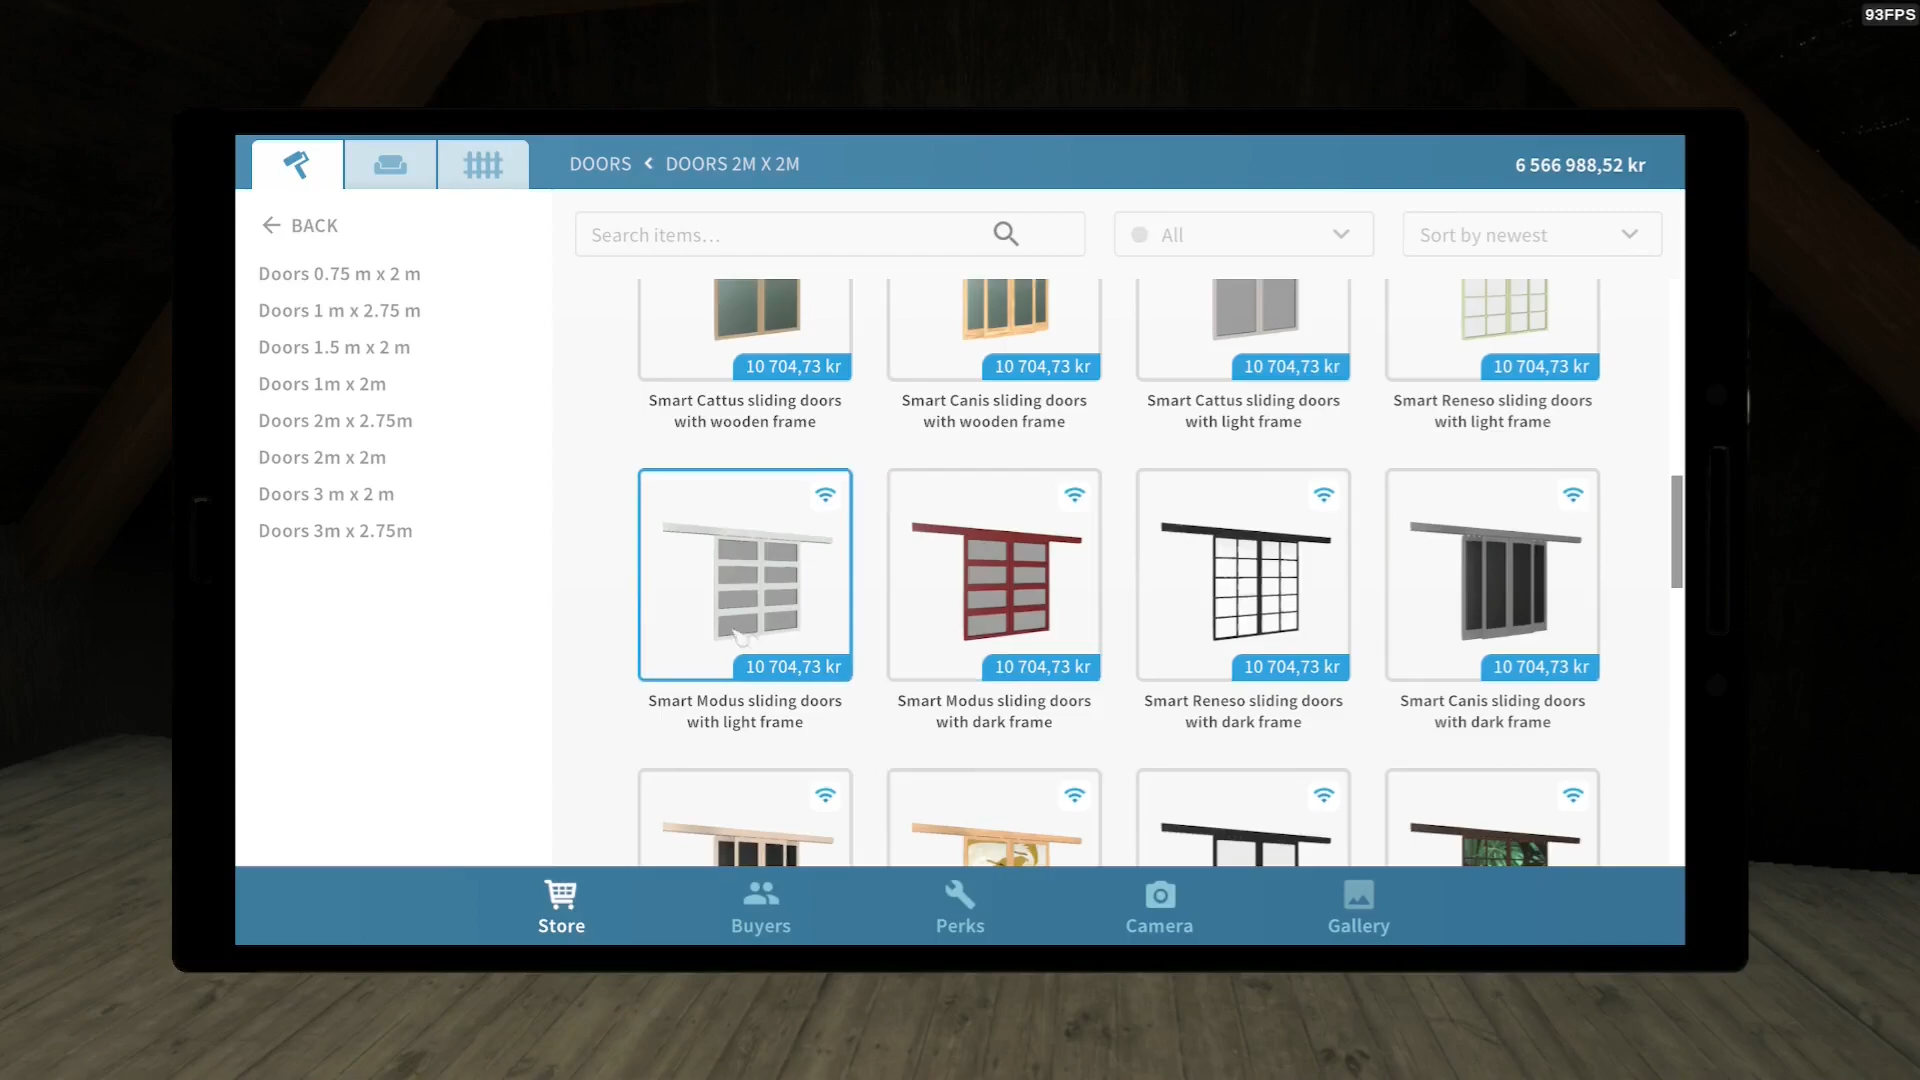 93FPS
DOORS < DOORS 2M X 2M
6 566 988,52 kr
BACK
Search items...
All
Sort by newest
Doors 0.75 m x 2 m
Doors 1 m x 2.75 m
Doors 1.5 m x 2 m
Doors 1m x 2m
Doors 2m x 2.75m
Doors 2m x 2m
Doors 3 m x 2 m
Doors 3m x 2.75m
10 704,73 kr
10 704,73 kr
10 704,73 kr
10 704,73 kr
Smart Cattus sliding doors
with wooden frame
Smart Canis sliding doors
with wooden frame
Smart Cattus sliding doors
with light frame
Smart Reneso sliding doors
with light frame
10 704,73 kr
10 704,73 kr
10 704,73 kr
10 704,73 kr
Smart Modus sliding doors
with light frame
Smart Modus sliding doors
with dark frame
Smart Reneso sliding doors
with dark frame
Smart Canis sliding doors
with dark frame
Store
Buyers
Perks
Camera
Gallery